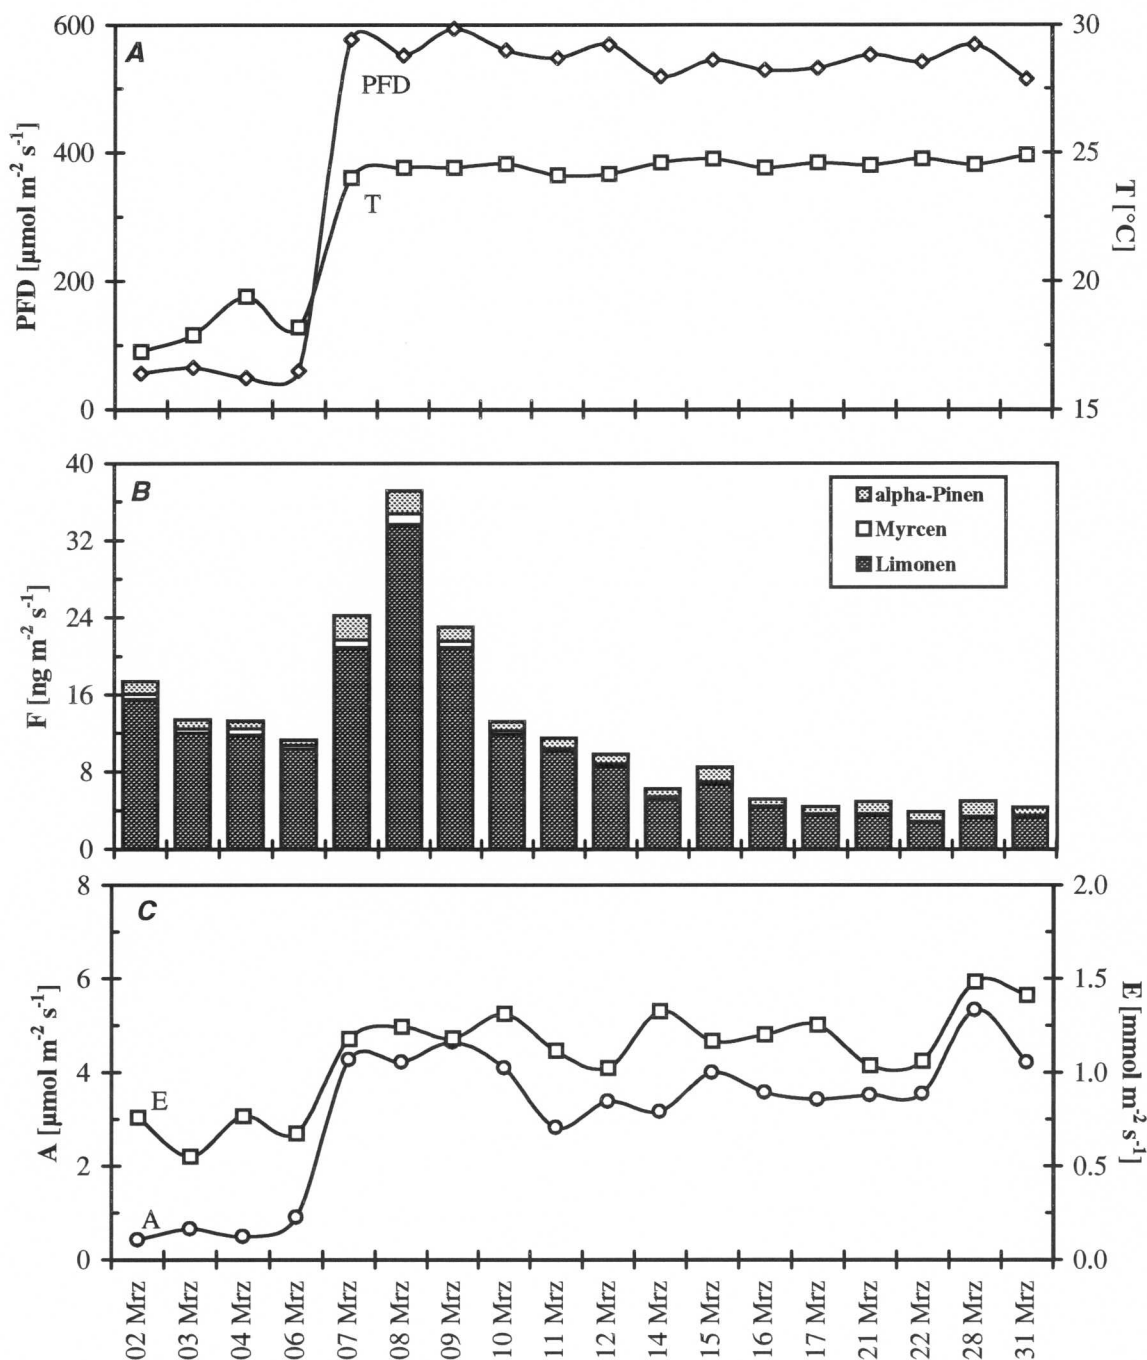 A
600
400
200
0
PFD [µmol m-2 s-1]
30
25
20
15
T [°C]
PFD
T
B
40
32
24
16
8
0
F [ng m-2 s-1]
alpha-Pinen
Myrcen
Limonen
C
8
6
4
2
0
A [µmol m-2 s-1]
2.0
1.5
1.0
0.5
0.0
E [mmol m-2 s-1]
E
A
02 Mrz
03 Mrz
04 Mrz
06 Mrz
07 Mrz
08 Mrz
09 Mrz
10 Mrz
11 Mrz
12 Mrz
14 Mrz
15 Mrz
16 Mrz
17 Mrz
21 Mrz
22 Mrz
28 Mrz
31 Mrz